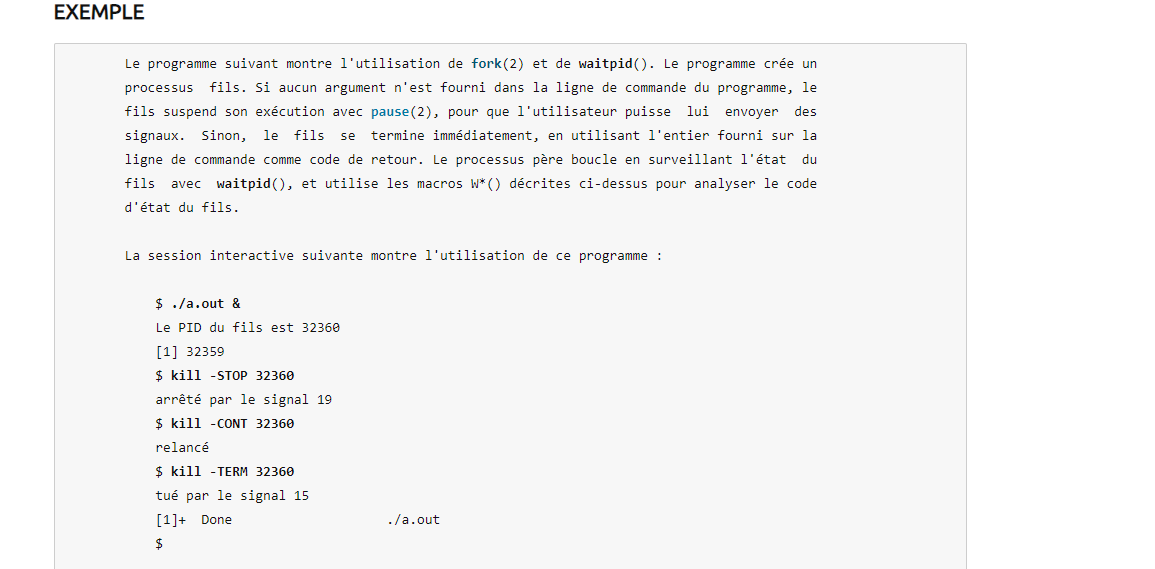 EXEMPLE
Le programme suivant montre l'utilisation de fork(2) et de waitpid(). Le programme crée un
processus fils. Si aucun argument n'est fourni dans la ligne de commande du programme, le
fils suspend son exécution avec pause(2), pour que l'utilisateur puisse lui envoyer des
signaux. Sinon, le fils se termine immédiatement, en utilisant l'entier fourni sur la
ligne de commande comme code de retour. Le processus père boucle en surveillant l'état du
fils avec waitpid(), et utilise les macros W*() décrites ci-dessus pour analyser le code
d'état du fils.
La session interactive suivante montre l'utilisation de ce programme :
$ ./a.out &
Le PID du fils est 32360
[1] 32359
$ kill -STOP 32360
arrêté par le signal 19
$ kill -CONT 32360
relancé
$ kill -TERM 32360
tué par le signal 15
[1]+ Done ./a.out
$